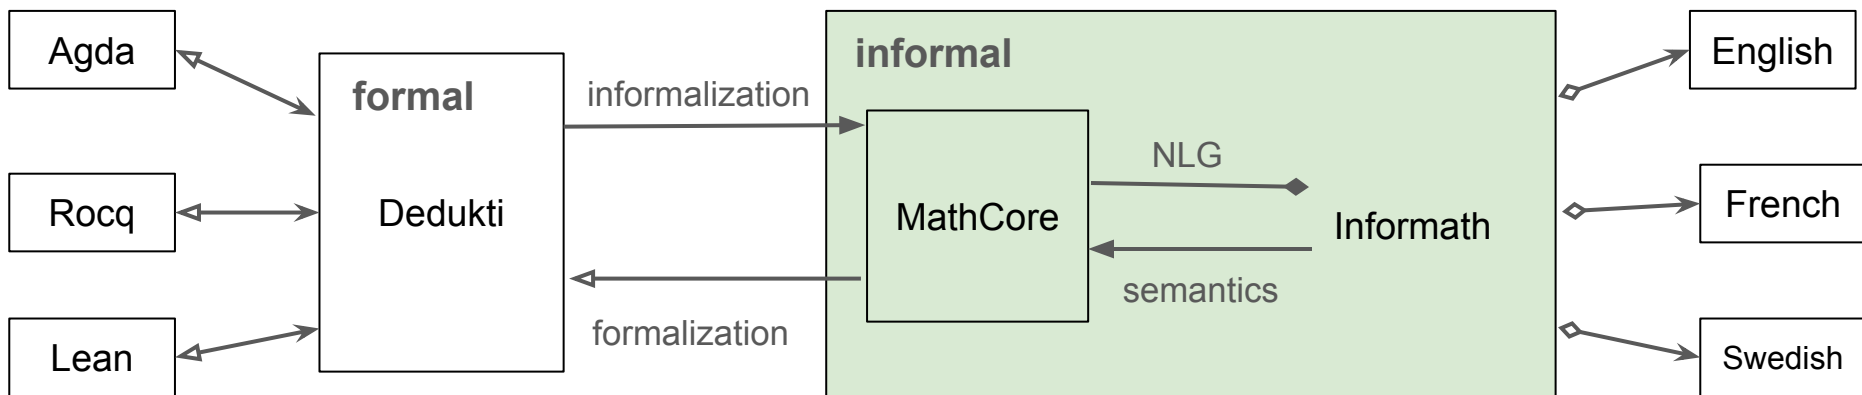 Agda
Rocq
Lean
formal
Dedukti
informalization
formalization
informal
MathCore
NLG
semantics
Informath
English
French
Swedish